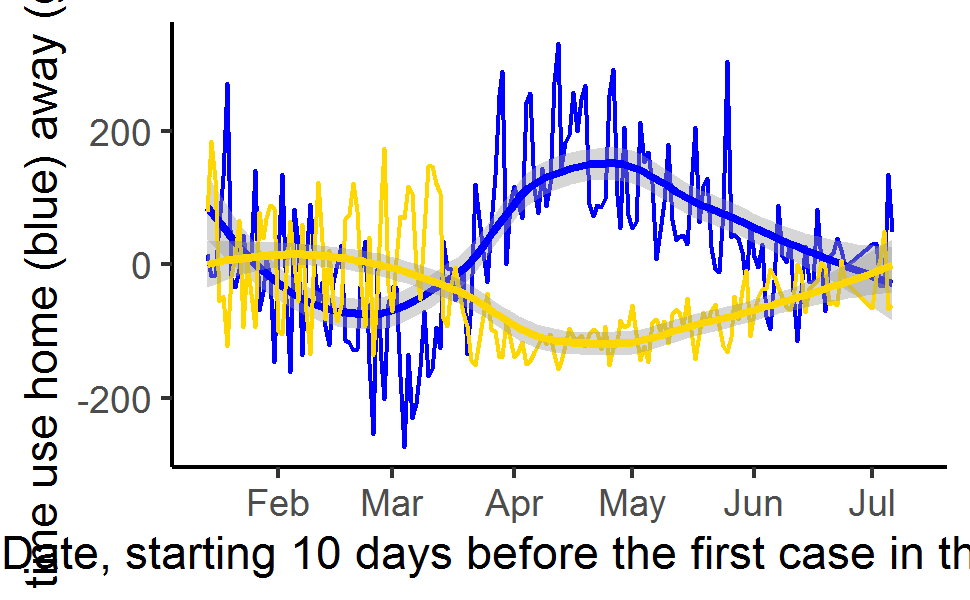 time use home (blue) away (
200
0
-200
Feb Mar Apr May Jun Jul
Date, starting 10 days before the first case in th